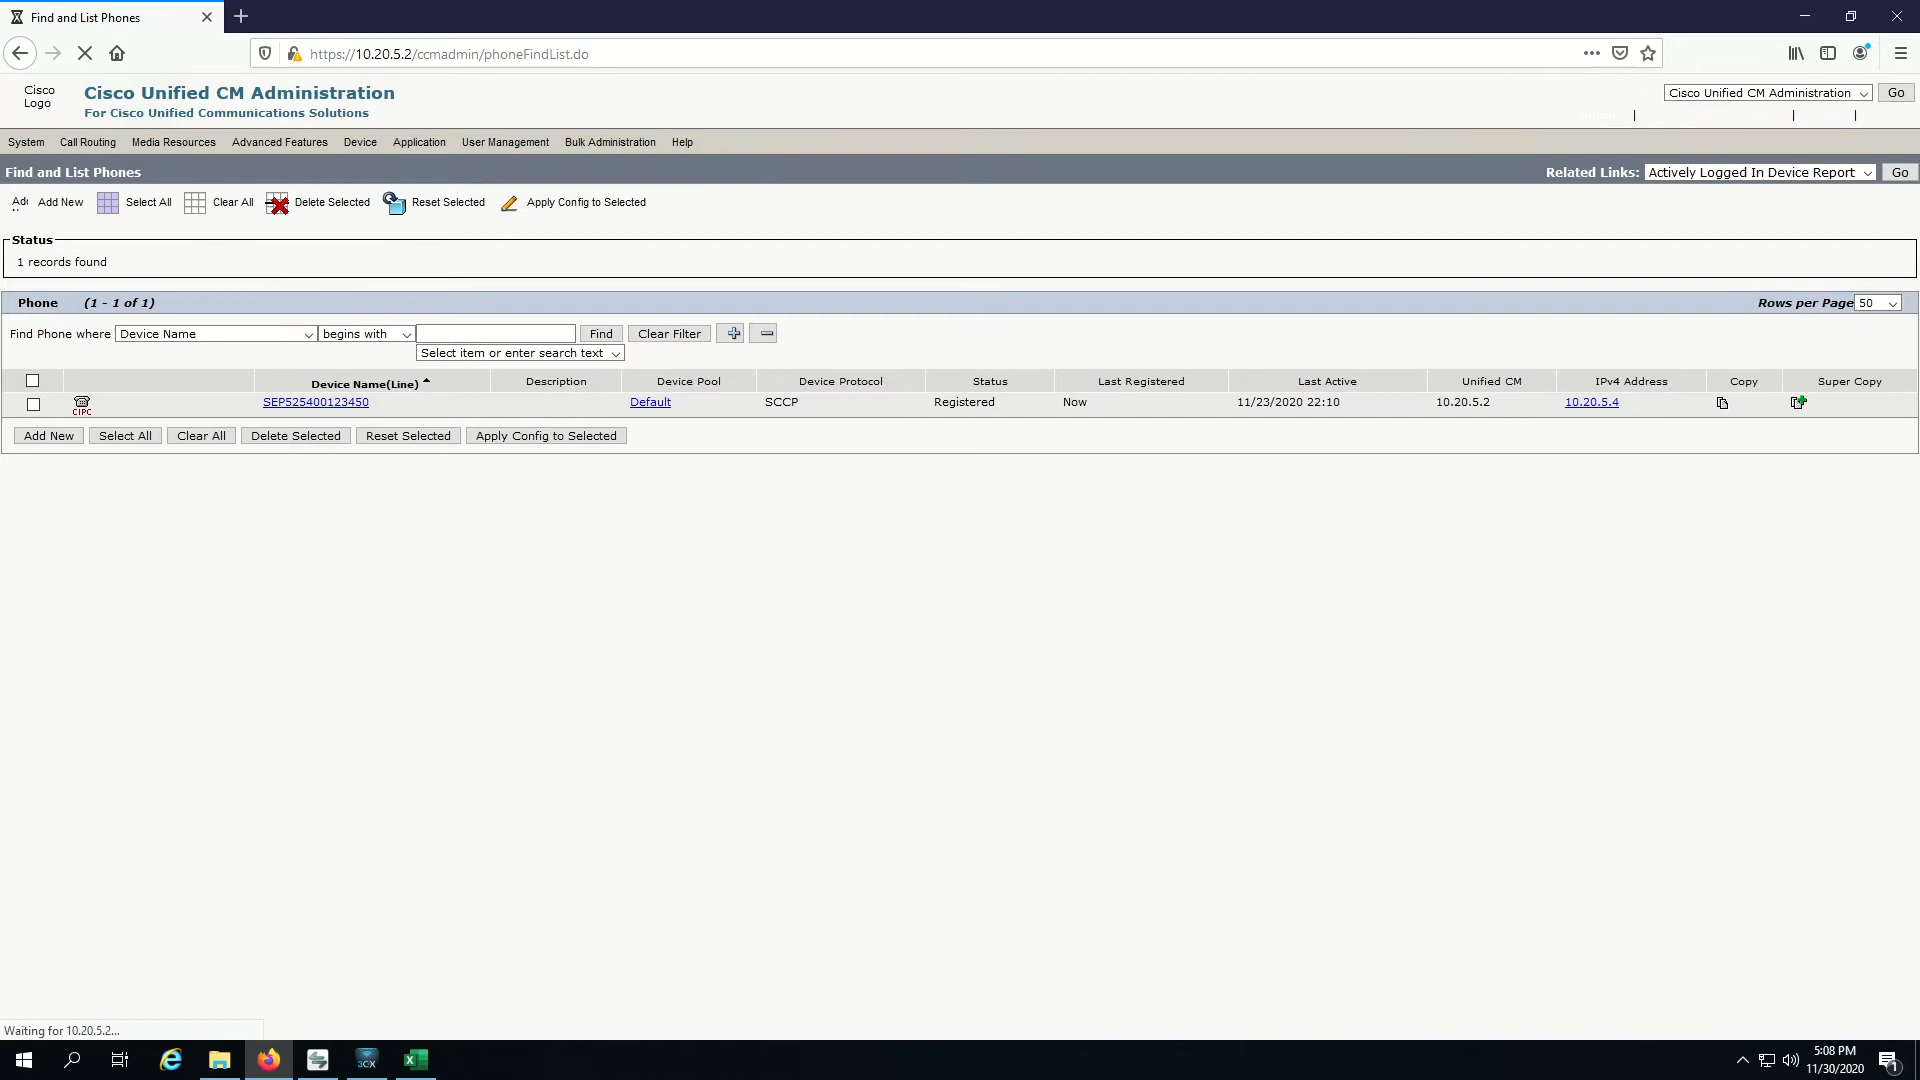 Find and List Phones
https://10.20.5.2/ccmadmin/phoneFindList.do
Cisco Logo
Cisco Unified CM Administration
For Cisco Unified Communications Solutions
Cisco Unified CM Administration Go
System Call Routing Media Resources Advanced Features Device Application User Management Bulk Administration Help
Find and List Phones Related Links: Actively Logged In Device Report Go
Add New Select All Clear All Delete Selected Reset Selected Apply Config to Selected
Status
1 records found
Phone (1 - 1 of 1) Rows per Page 50
Find Phone where Device Name begins with Find Clear Filter
Select item or enter search text
Device Name(Line) Description Device Pool Device Protocol Status Last Registered Last Active Unified CM IPv4 Address Copy Super Copy
CIPC SEP525400123450 Default SCCP Registered Now 11/23/2020 22:10 10.20.5.2 10.20.5.4
Add New Select All Clear All Delete Selected Reset Selected Apply Config to Selected
Waiting for 10.20.5.2...
3CX
5:08 PM
11/30/2020
1